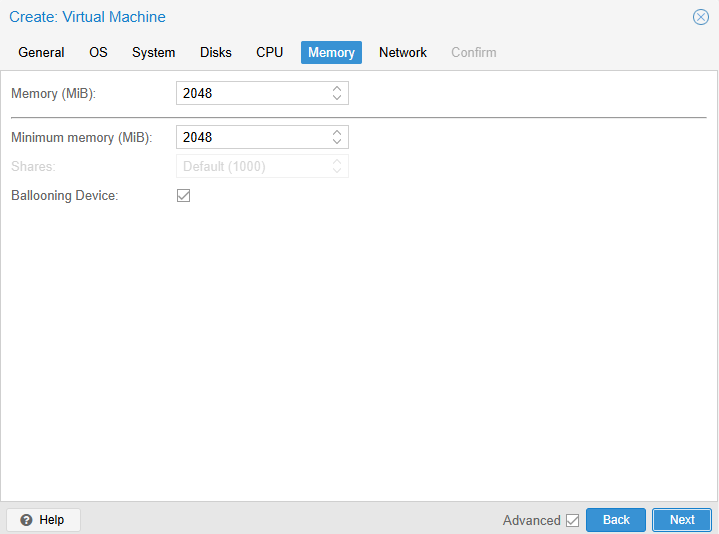 Create: Virtual Machine
General OS System Disks CPU Memory Network Confirm
Memory (MiB): 2048
Minimum memory (MiB): 2048
Shares: Default (1000)
Ballooning Device:
Help Advanced Back Next